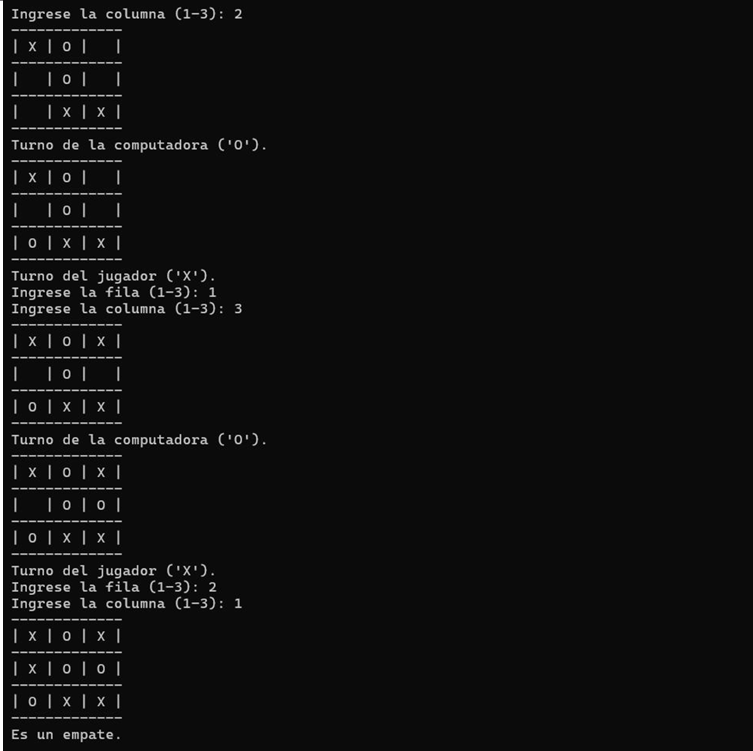 Ingrese la columna (1-3): 2
-------------
| X | O |   |
-------------
|   | O |   |
-------------
|   | X | X |
-------------
Turno de la computadora ('O').
-------------
| X | O |   |
-------------
|   | O |   |
-------------
| O | X | X |
-------------
Turno del jugador ('X').
Ingrese la fila (1-3): 1
Ingrese la columna (1-3): 3
-------------
| X | O | X |
-------------
|   | O |   |
-------------
| O | X | X |
-------------
Turno de la computadora ('O').
-------------
| X | O | X |
-------------
|   | O | O |
-------------
| O | X | X |
-------------
Turno del jugador ('X').
Ingrese la fila (1-3): 2
Ingrese la columna (1-3): 1
-------------
| X | O | X |
-------------
| X | O | O |
-------------
| O | X | X |
-------------
Es un empate.